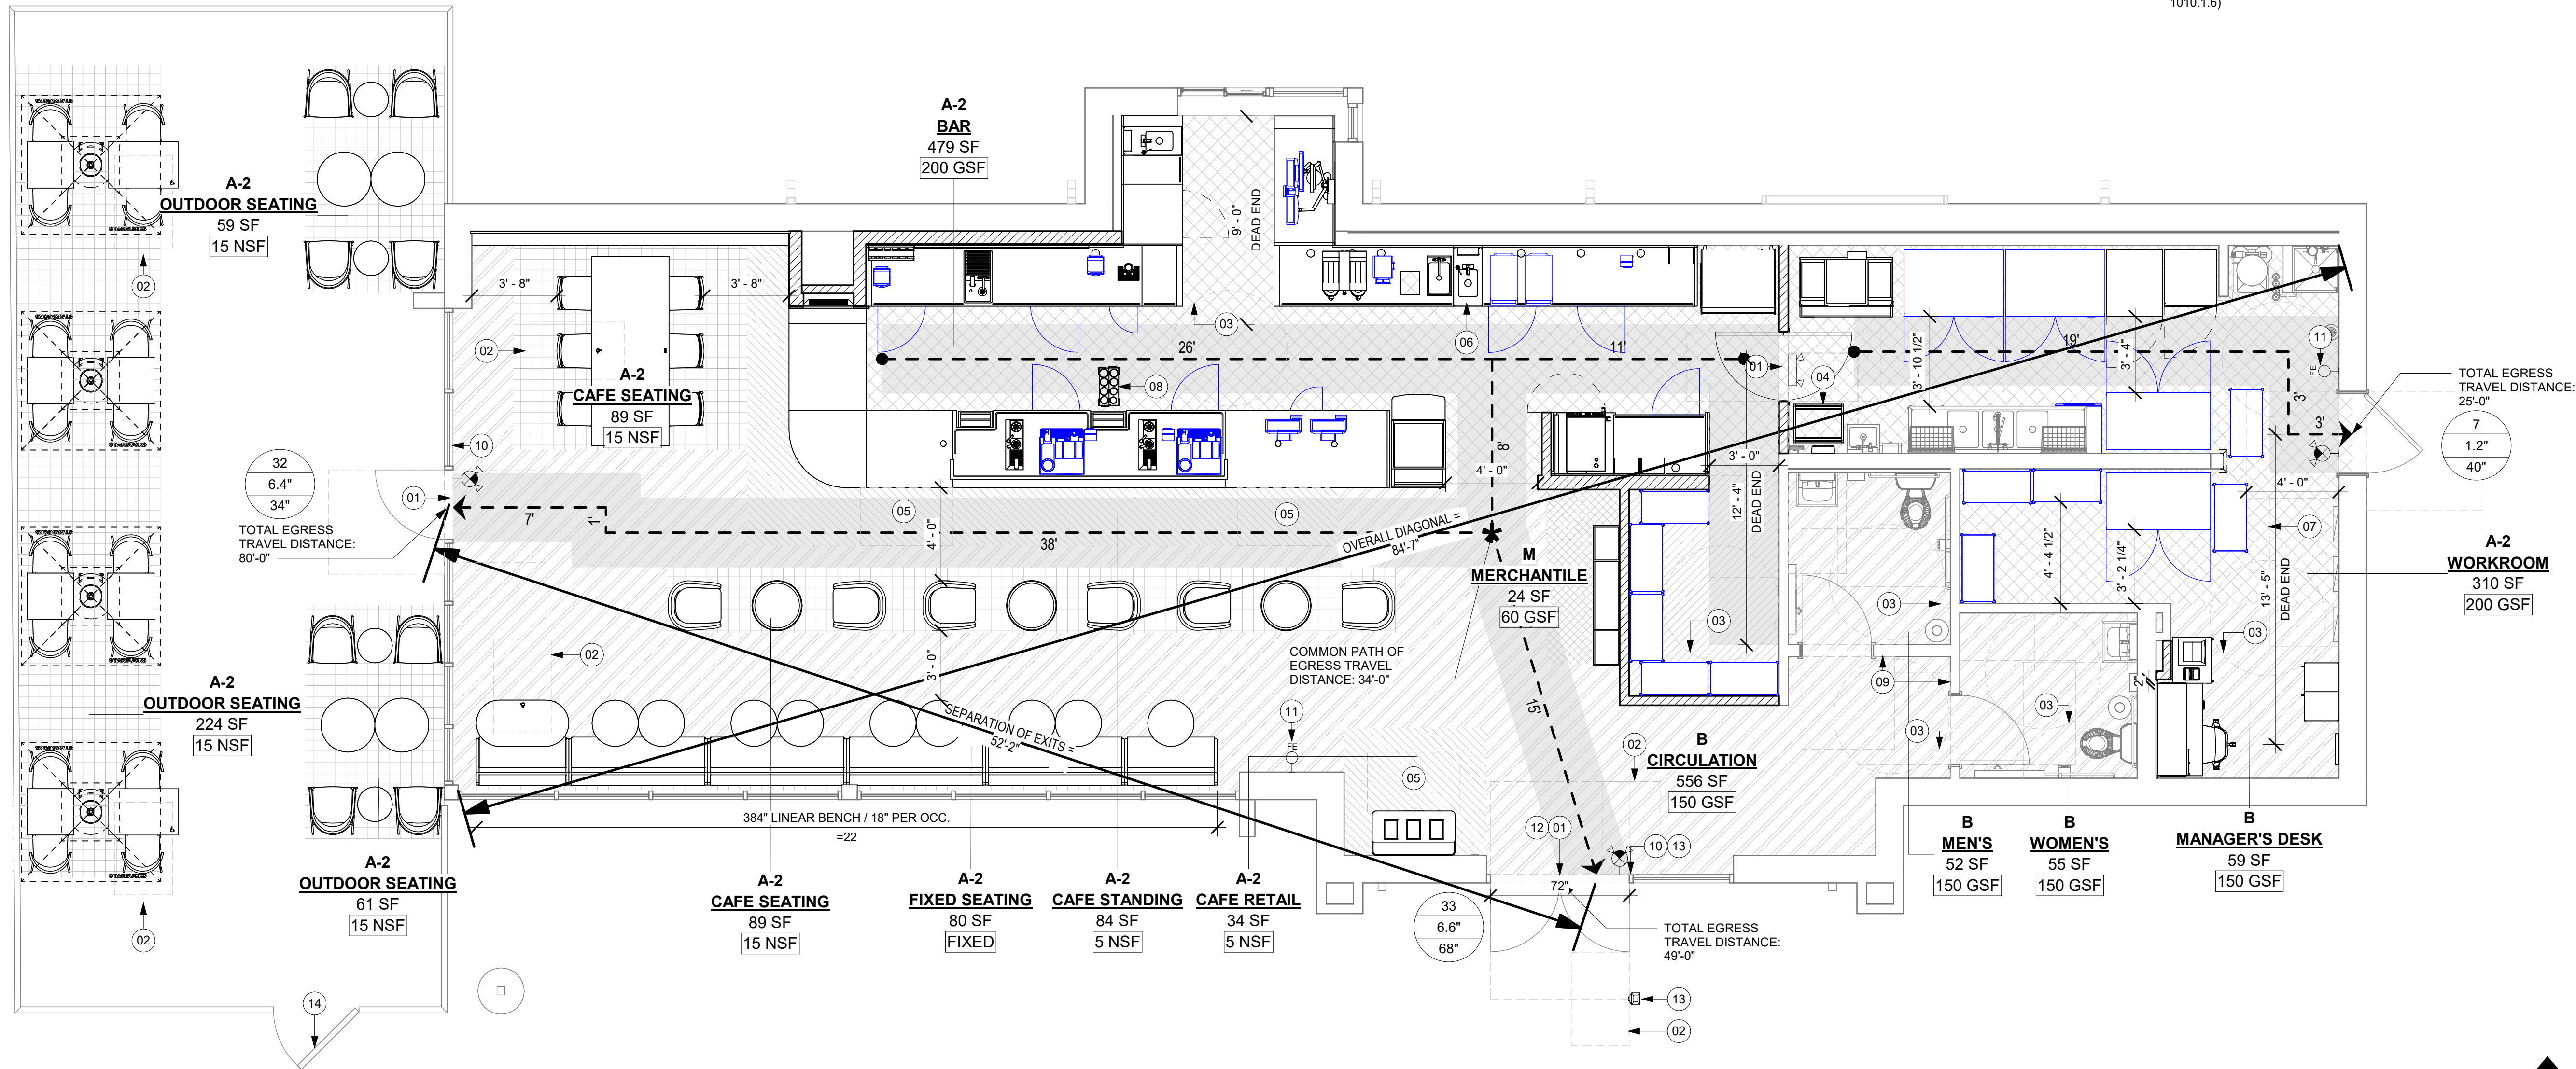 1010.1.6)
A-2
OUTDOOR SEATING
59 SF
15 NSF
02
A-2
BAR
479 SF
200 GSF
9' - 0"
DEAD END
3' - 8"
3' - 8"
02
03
06
26'
11'
01
04
08
A-2
CAFE SEATING
89 SF
15 NSF
3' - 10 1/2"
19'
3' - 4"
11
FE
3'
3'
TOTAL EGRESS
TRAVEL DISTANCE:
25'-0"
7
1.2"
40"
10
32
6.4"
34"
01
TOTAL EGRESS
TRAVEL DISTANCE:
80'-0"
7'
1'
05
4' - 0"
38'
05
8'
4' - 0"
3' - 0"
12' - 4"
DEAD END
OVERALL DIAGONAL =
84'-7"
M
MERCHANTILE
24 SF
60 GSF
COMMON PATH OF
EGRESS TRAVEL
DISTANCE: 34'-0"
03
03
4' - 4 1/2"
3' - 2 1/4"
4' - 0"
07
13' - 5"
DEAD END
A-2
WORKROOM
310 SF
200 GSF
03
02
3' - 0"
SEPARATION OF EXITS =
52'-2"
15'
09
03
03
2"
A-2
OUTDOOR SEATING
224 SF
15 NSF
11
FE
02
05
B
CIRCULATION
556 SF
150 GSF
384" LINEAR BENCH / 18" PER OCC.
=22
12
01
10
13
72"
33
6.6"
68"
TOTAL EGRESS
TRAVEL DISTANCE:
49'-0"
B
MEN'S
52 SF
150 GSF
B
WOMEN'S
55 SF
150 GSF
B
MANAGER'S DESK
59 SF
150 GSF
A-2
OUTDOOR SEATING
61 SF
15 NSF
A-2
CAFE SEATING
89 SF
15 NSF
A-2
FIXED SEATING
80 SF
FIXED
A-2
CAFE STANDING
84 SF
5 NSF
A-2
CAFE RETAIL
34 SF
5 NSF
02
14
13
02